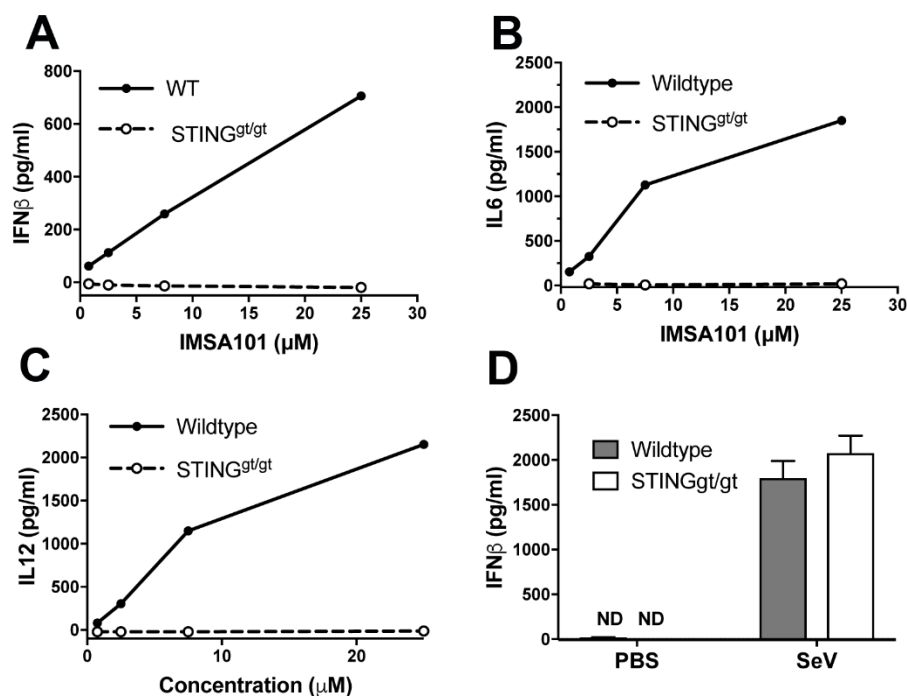 A
WT
STINGgt/gt
IFNβ (pg/ml)
800
600
400
200
0
0 5 10 15 20 25 30
IMSA101 (μM)
B
Wildtype
STINGgt/gt
IL6 (pg/ml)
2500
2000
1500
1000
500
0
0 5 10 15 20 25 30
IMSA101 (μM)
C
Wildtype
STINGgt/gt
IL12 (pg/ml)
2500
2000
1500
1000
500
0
0 10 20
Concentration (μM)
D
Wildtype
STINGgt/gt
IFNβ (pg/ml)
2500
2000
1500
1000
500
0
ND ND
PBS SeV